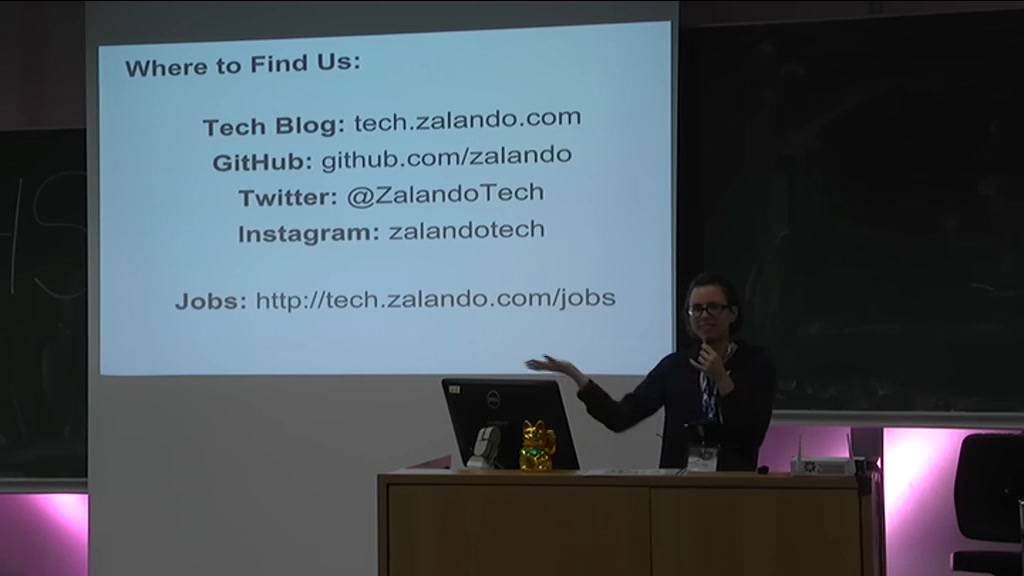 Where to Find Us:
Tech Blog: tech.zalando.com
GitHub: github.com/zalando
Twitter: @ZalandoTech
Instagram: zalandotech
Jobs: http://tech.zalando.com/jobs
DELL